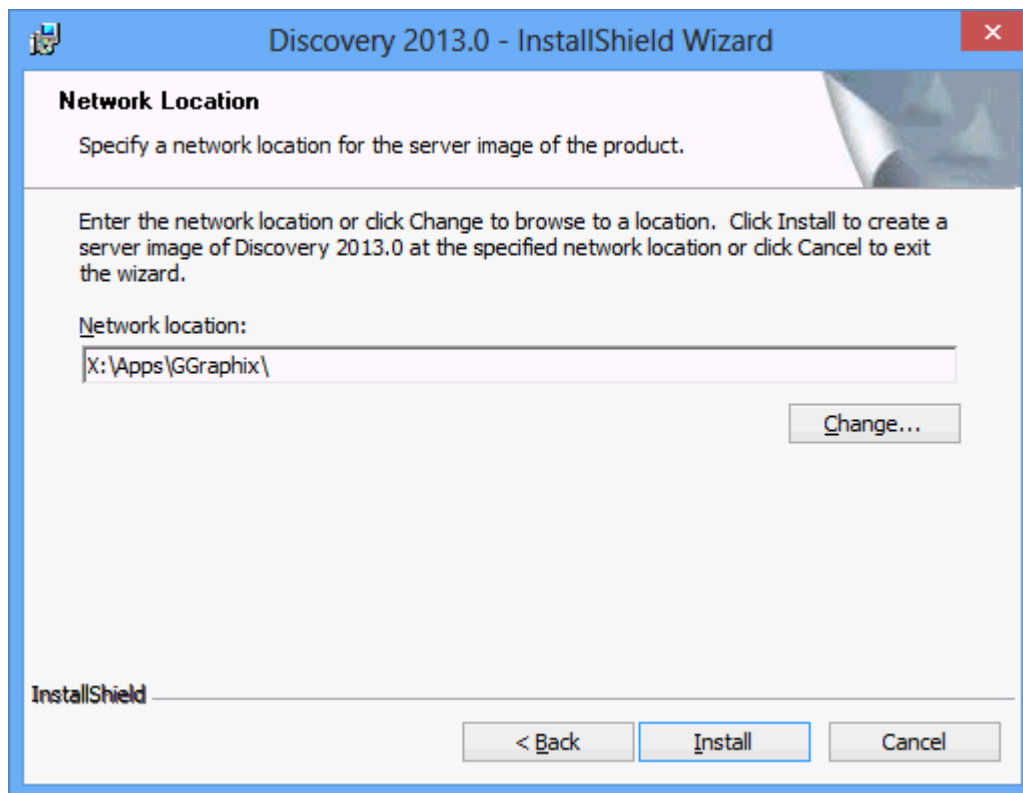 Discovery 2013.0 - InstallShield Wizard
Network Location
Specify a network location for the server image of the product.
Enter the network location or click Change to browse to a location.  Click Install to create a
server image of Discovery 2013.0 at the specified network location or click Cancel to exit
the wizard.
Network location:
X:\Apps\GGraphix\
Change...
InstallShield
< Back
Install
Cancel